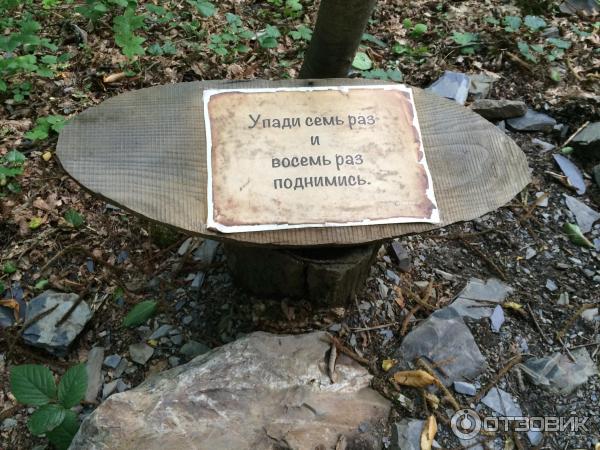 Упади семь раз
и
восемь раз
поднимись.
ОТЗОВИК